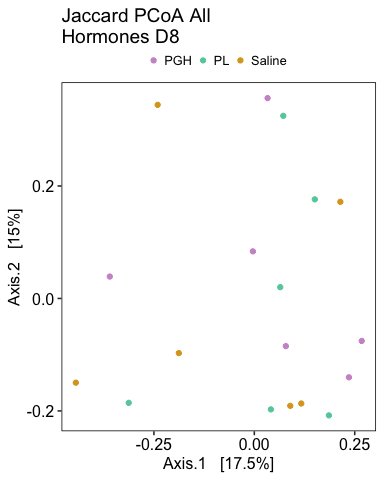 Jaccard PCoA All
Hormones D8
PGH PL Saline
Axis.2 [15%]
0.2
0.0
-0.2
-0.25 0.00 0.25
Axis.1 [17.5%]